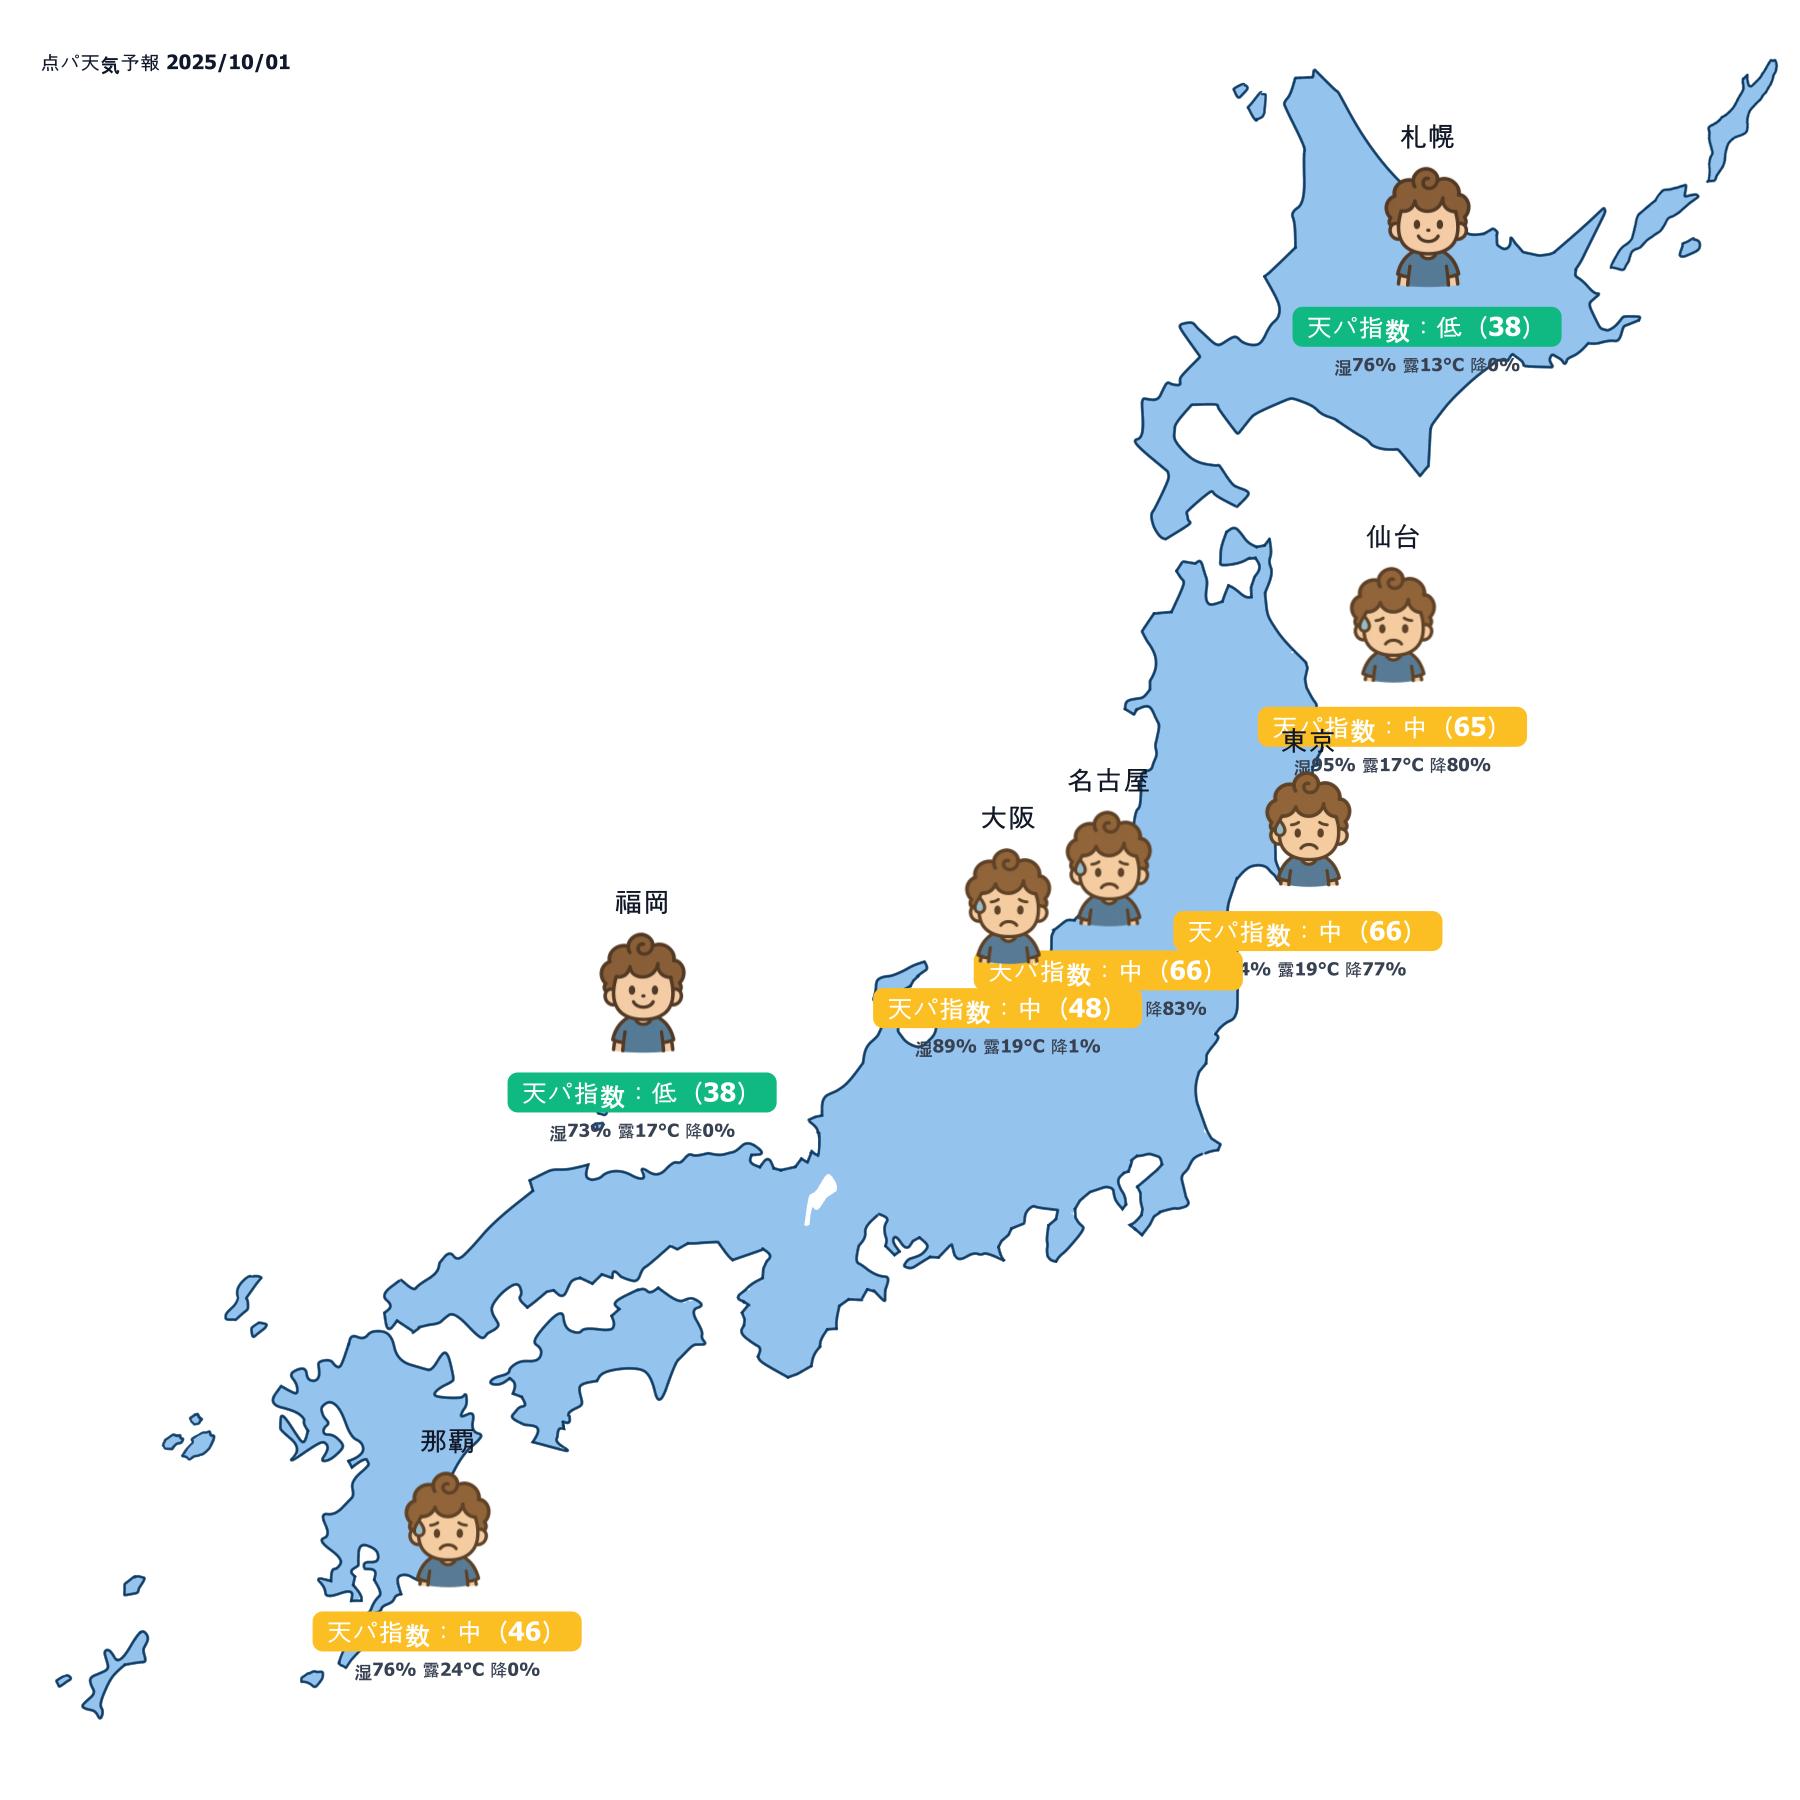 点パ天気予報 2025/10/01
札幌
天パ指数：低（38）
湿76% 露13°C 降0%
仙台
天パ指数：中（65）
湿95% 露17°C 降80%
東京
天パ指数：中（66）
4% 露19°C 降77%
名古屋
天パ指数：中（66）
降83%
大阪
天パ指数：中（48）
湿89% 露19°C 降1%
福岡
天パ指数：低（38）
湿73% 露17°C 降0%
那覇
天パ指数：中（46）
湿76% 露24°C 降0%